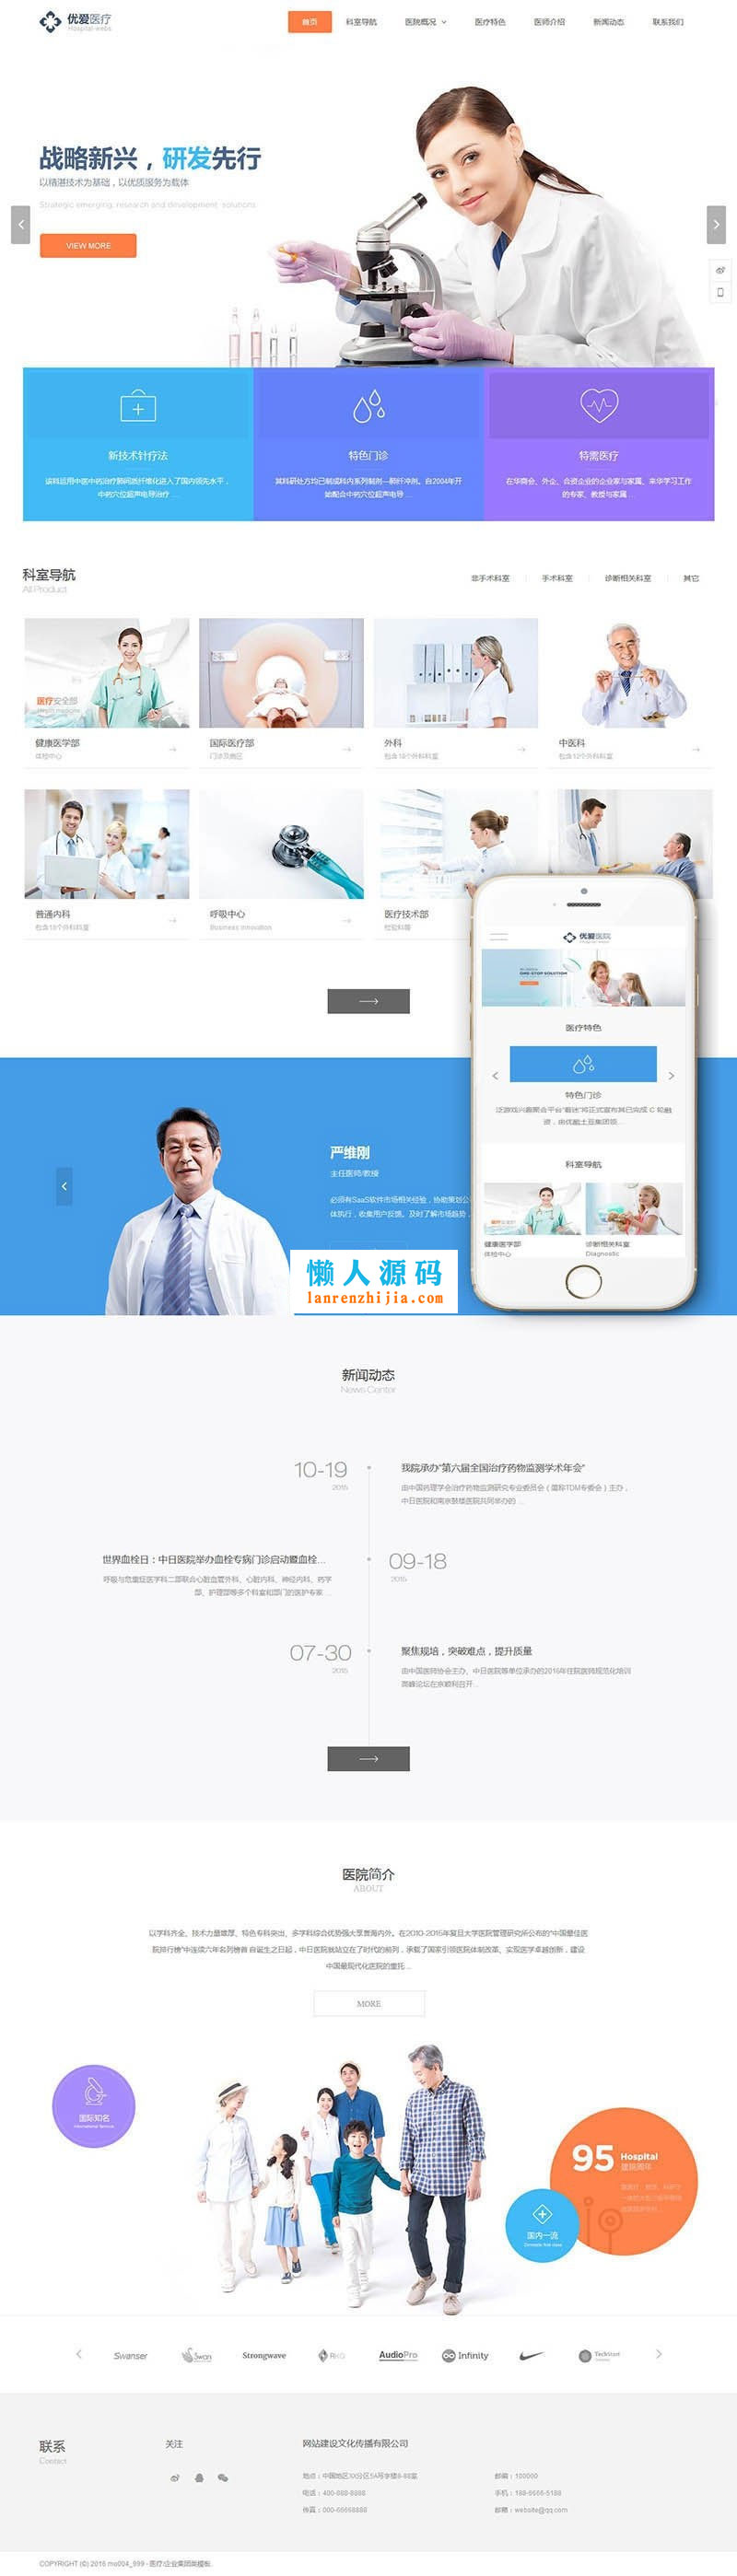 优爱医疗
Hospital webs
首页
科室导航
医院概况
医疗特色
医师介绍
新闻动态
联系我们
战略新兴，研发先行
以精湛技术为基础，以优质服务为载体
Strategic emerging, research and development solutions
VIEW MORE
新技术针疗法
该科运用中医中的治疗肺间质纤维化进入了国内领先水平，
中药穴位超声电导治疗 ...
特色门诊
其科研处方均已制成科内系列制剂—肺纤冲剂。自2004年开
始配合中药穴位超声电导 ...
特需医疗
在华商会、外企、合资企业的企业家与家属、来华学习工作
的专家、教授与家属 ...
科室导航
All Product
非手术科室
手术科室
诊断相关科室
其它
医疗安全部
健康医学部
体检中心
国际医疗部
门诊及病区
外科
包含18个外科科室
中医科
包含12个外科科室
普通内科
包含18个外科科室
呼吸中心
Business innovation
医疗技术部
检验科室
优爱医院
ONE-STOP SOLUTION
医疗特色
特色门诊
科室导航
健康医学部
体检中心
诊断相关科室
Diagnostic
严维刚
主任医师/教授
必须有SaaS软件市场相关经验，协助策划公
体执行，收集用户反馈。及时了解市场趋势，
懒人源码
lanrenzhijia.com
新闻动态
News Center
10-19
2015
我院承办“第六届全国治疗药物监测学术年会”
由中国药理学会治疗药物监测研究专业委员会（简称TDM专委会）主办，
中日医院和南京鼓楼医院共同举办的 ...
世界血栓日：中日医院举办血栓专病门诊启动暨血栓...
呼吸与危重症医学科二部联合心脏血管外科、心脏内科、神经内科、药学
部、护理部等多个科室和部门的医护专家 ...
09-18
2015
07-30
2015
聚焦规培，突破难点，提升质量
由中国医师协会主办、中日医院等单位承办的2016年住院医师规范化培训
高峰论坛在京顺利召开...
医院简介
ABOUT
以学科齐全、技术力量雄厚、特色专科突出、多学科综合优势强大享誉海内外。在2010-2015年复旦大学医院管理研究所公布的“中国最佳医
院排行榜”中连续六年名列榜首 自诞生之日起，中日医院就站立在了时代的前列，承载了国家引领医院体制改革、实现医学卓越创新，建设
中国最现代化医院的重托 ...
MORE
国际知名
95
Hospital
建院周年
国内一流
Swanser
Swan
Strongwave
RKO
AudioPro
Infinity
TechStart
联系
Contact
关注
网站建设文化传播有限公司
地点：中国地区XX分区5A写字楼8-88室
电话：400-888-8888
传真：000-66668888
邮编：100000
手机：188-6666-5188
邮箱：website@qq.com
COPYRIGHT (©) 2016 mo004_699 - 医疗/企业集团类模板.